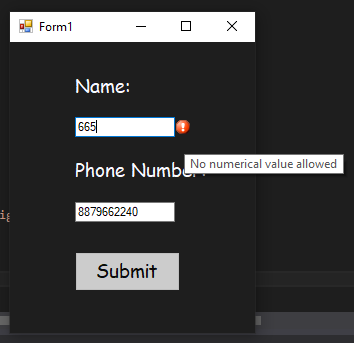 Form1
Name:
665
No numerical value allowed
Phone Number:
8879662240
Submit